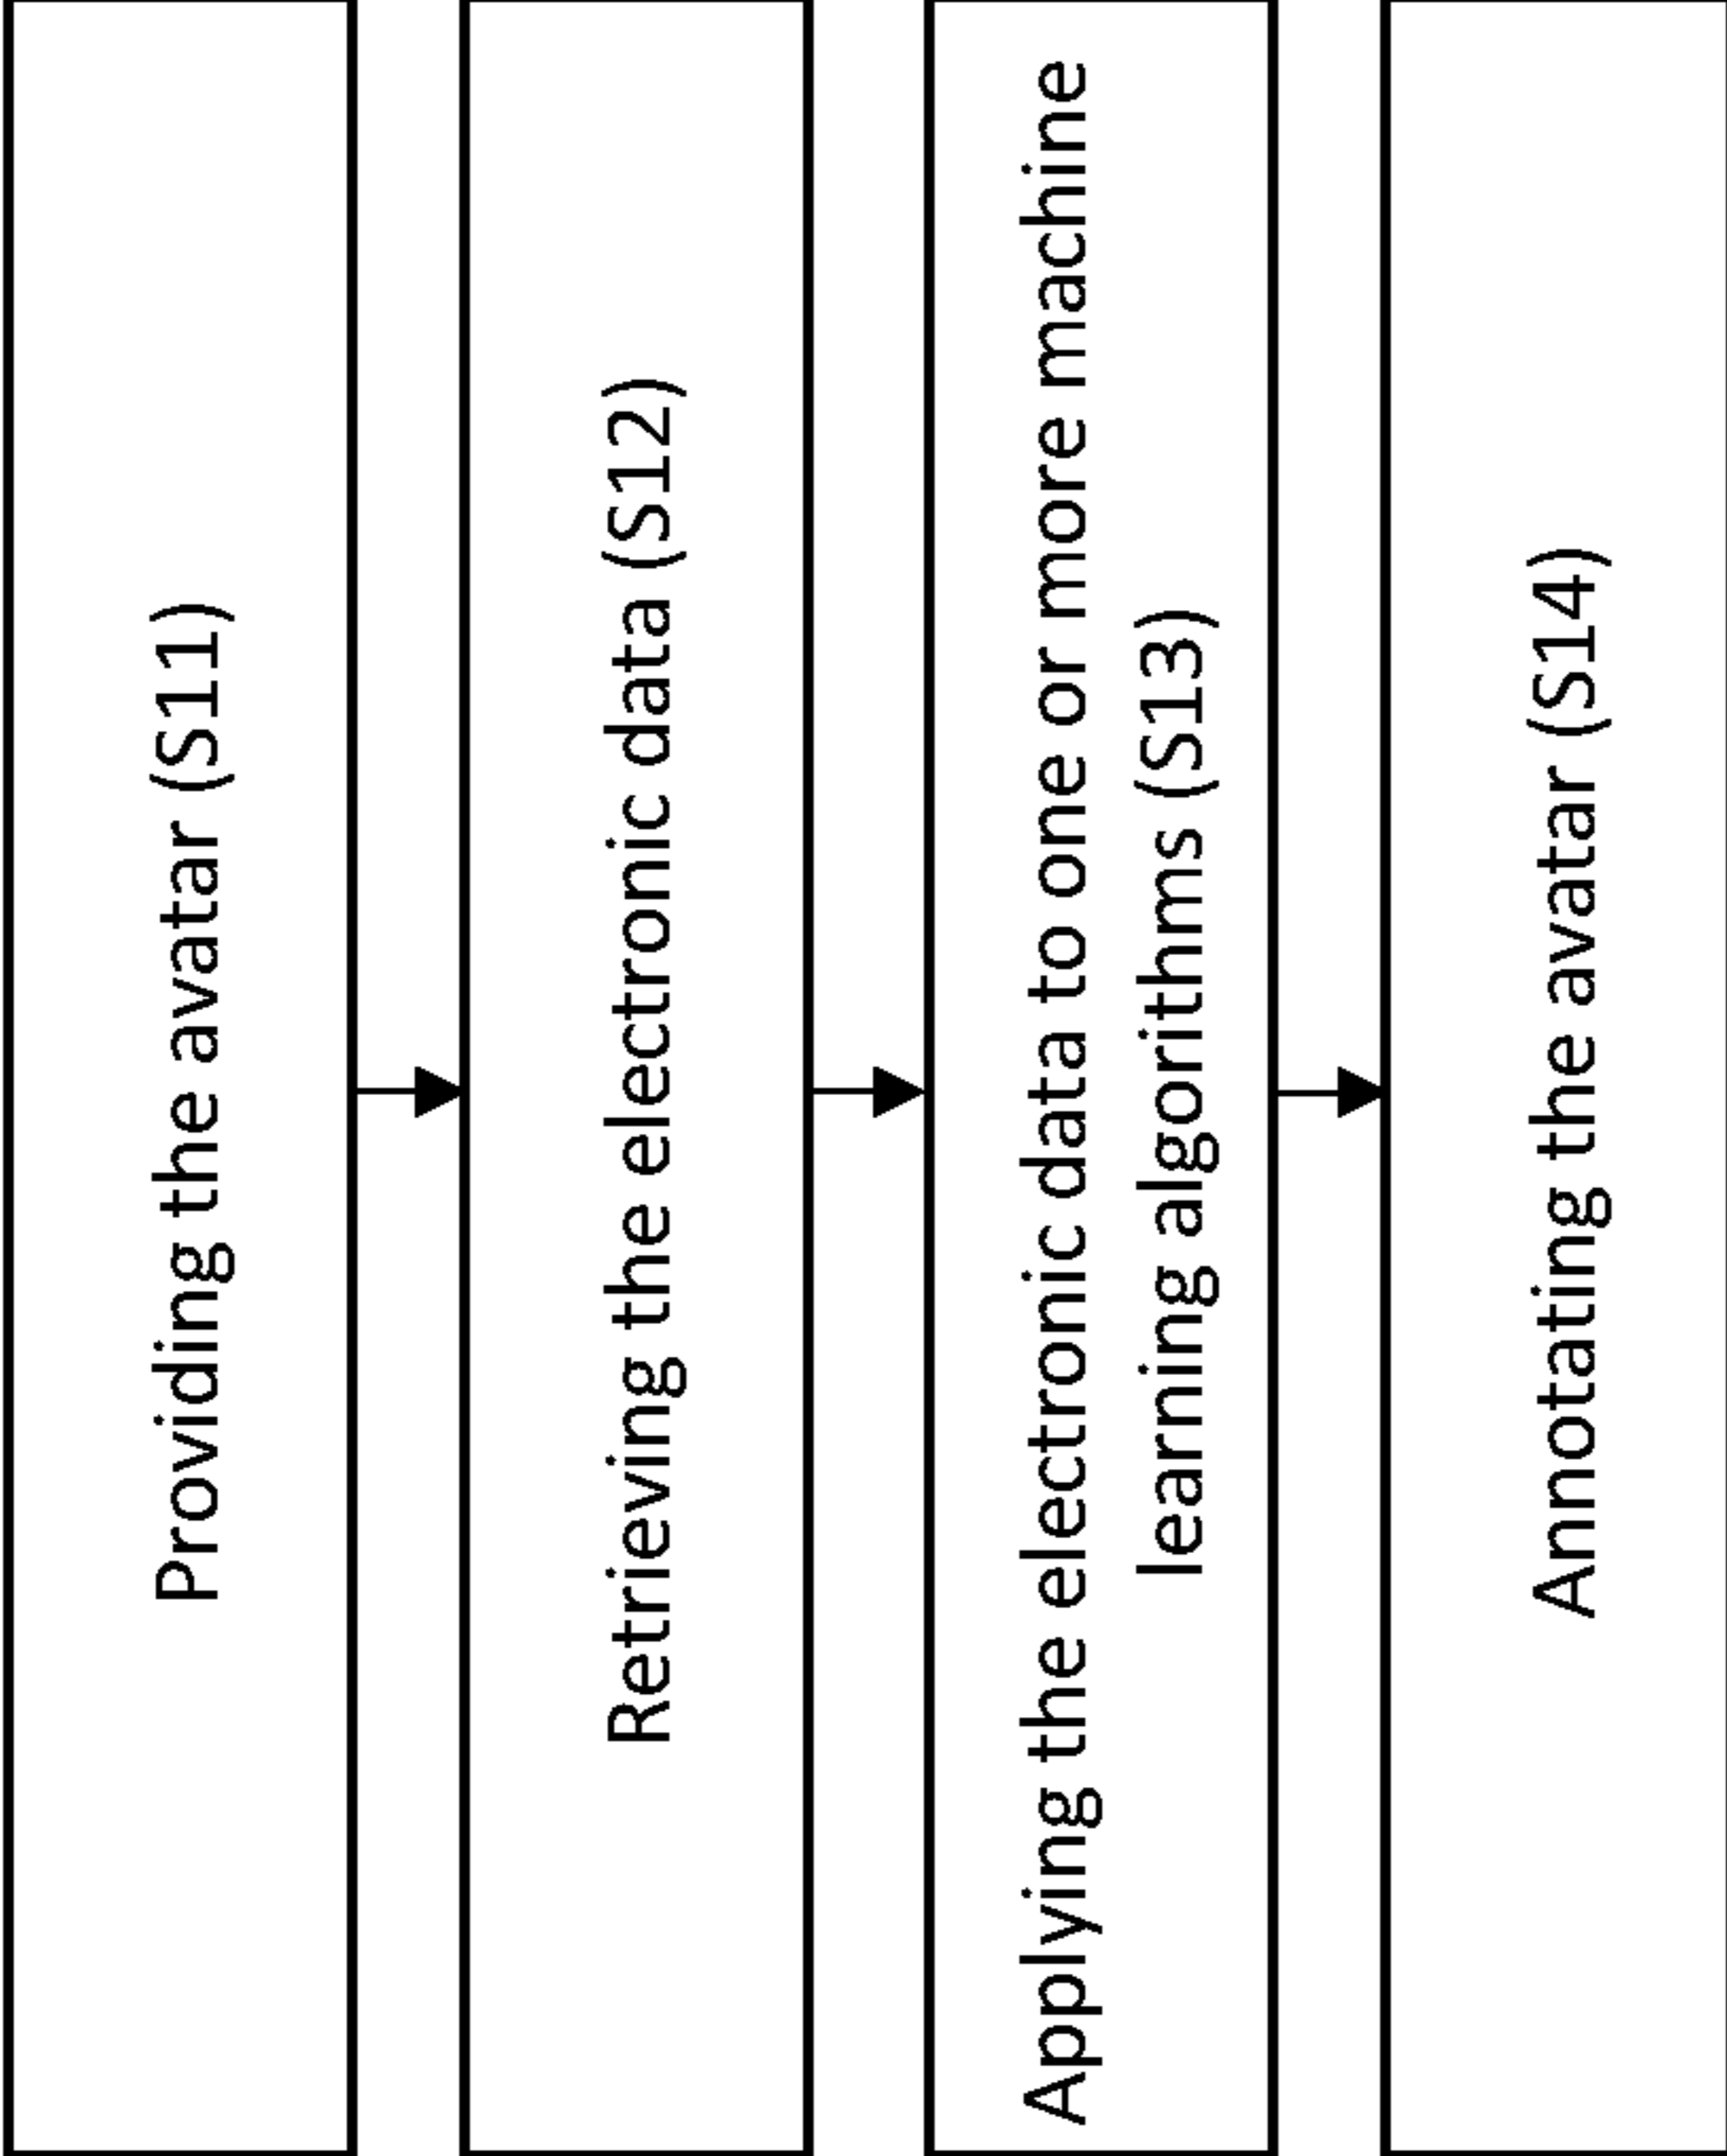 Providing the avatar (S11)
Retrieving the electronic data (S12)
Applying the electronic data to one or more machine
learning algorithms (S13)
Annotating the avatar (S14)